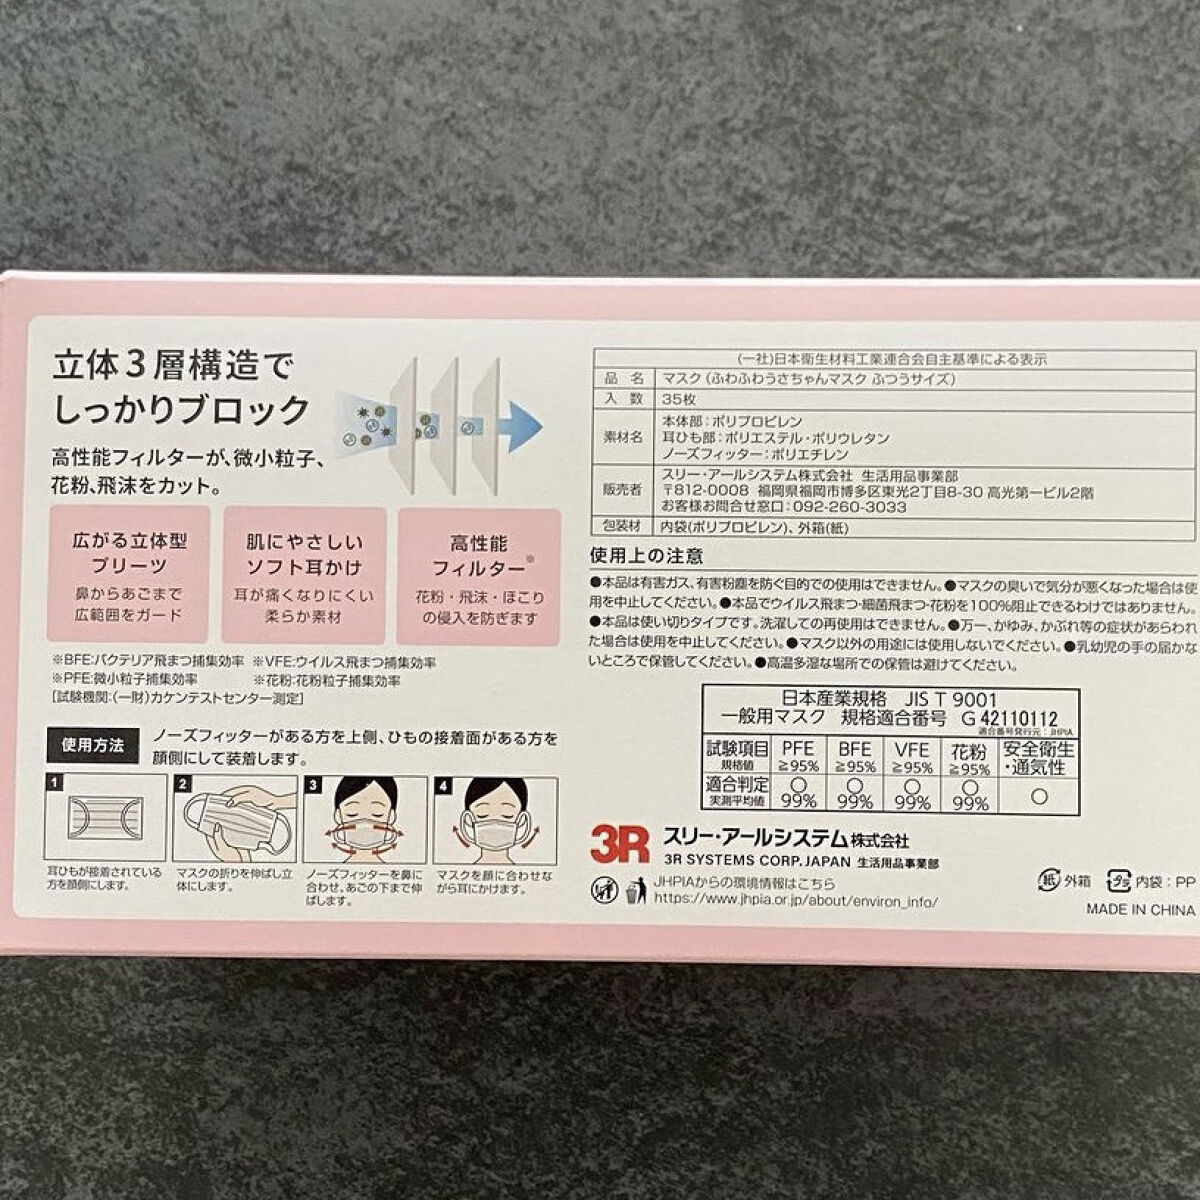 立体3層構造で
しっかりブロック
高性能フィルターが、微小粒子、
花粉、飛沫をカット。
広がる立体型
プリーツ
鼻からあごまで
広範囲をガード
肌にやさしい
ソフト耳かけ
耳が痛くなりにくい
柔らか素材
高性能
フィルター※
花粉・飛沫・ほこり
の侵入を防ぎます
※BFE:バクテリア飛まつ捕集効率 ※VFE:ウイルス飛まつ捕集効率
※PFE:微小粒子捕集効率 ※花粉:花粉粒子捕集効率
[試験機関:(一財)カケンテストセンター測定]
使用方法
ノーズフィッターがある方を上側、ひもの接着面がある方を
顔側にして装着します。
1
耳ひもが接着されている
方を顔側にします。
2
マスクの折りを伸ばし立
体にします。
3
ノーズフィッターを鼻に
合わせ、あごの下まで伸
ばします。
4
マスクを顔に合わせな
がら耳にかけます。
(一社)日本衛生材料工業連合会自主基準による表示
品 名 マスク(ふわふわうさちゃんマスク ふつうサイズ)
入 数 35枚
素材名 本体部:ポリプロピレン
耳ひも部:ポリエステル・ポリウレタン
ノーズフィッター:ポリエチレン
販売者 スリー・アールシステム株式会社 生活用品事業部
〒812-0008 福岡県福岡市博多区東光2丁目8-30 高光第一ビル2階
お客様お問合せ窓口:092-260-3033
包装材 内袋(ポリプロピレン)、外箱(紙)
使用上の注意
●本品は有害ガス、有害粉塵を防ぐ目的での使用はできません。●マスクの臭いで気分が悪くなった場合は使
用を中止してください。●本品でウイルス飛まつ・細菌飛まつ・花粉を100%阻止できるわけではありません。
●本品は使い切りタイプです。洗濯しての再使用はできません。●万一、かゆみ、かぶれ等の症状があらわれ
た場合は使用を中止してください。●マスク以外の用途には使用しないでください。●乳幼児の手の届かな
いところで保管してください。●高温多湿な場所での保管は避けてください。
日本産業規格 JIS T 9001
一般用マスク 規格適合番号 G 42110112
適合番号発行元:JHPIA
試験項目 PFE BFE VFE 花粉 安全衛生
規格値 ≧95% ≧95% ≧95% ≧95% ・通気性
適合判定 ○ ○ ○ ○ ○
実測平均値 99% 99% 99% 99%
3R スリー・アールシステム株式会社
3R SYSTEMS CORP.JAPAN 生活用品事業部
JHPIAからの環境情報はこちら
https://www.jhpia.or.jp/about/environ_info/
紙 外箱 プラ 内袋:PP
MADE IN CHINA